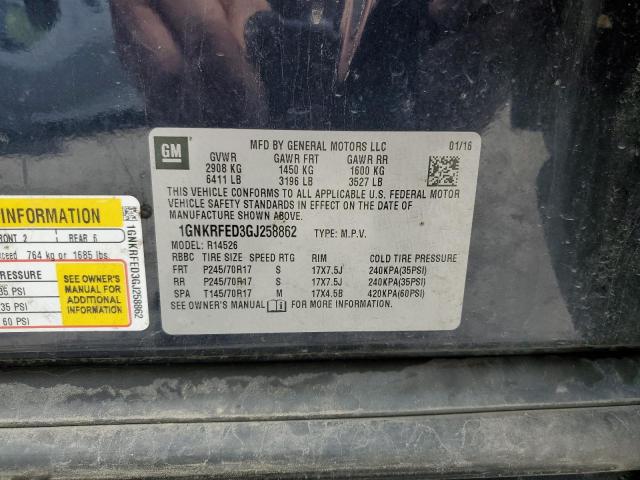 GM
MFD BY GENERAL MOTORS LLC 01/16
GVWR GAWR FRT GAWR RR
2908 KG 1450 KG 1600 KG
6411 LB 3196 LB 3527 LB
THIS VEHICLE CONFORMS TO ALL APPLICABLE U.S. FEDERAL MOTOR
VEHICLE SAFETY STANDARDS IN EFFECT ON THE DATE OF
MANUFACTURE SHOWN ABOVE.
1GNKRFED3GJ258862 TYPE: M.P.V.
MODEL: R14526
RBBC TIRE SIZE SPEED RTG RIM COLD TIRE PRESSURE
FRT P245/70R17 S 17X7.5J 240KPA(35PSI)
RR P245/70R17 S 17X7.5J 240KPA(35PSI)
SPA T145/70R17 M 17X4.5B 420KPA(60PSI)
SEE OWNER'S MANUAL FOR MORE INFORMATION.
INFORMATION
RONT 2 REAR 6
xceed 764 kg or 1685 lbs.
PRESSURE
35 PSI
35 PSI
60 PSI
SEE OWNER'S
MANUAL FOR
ADDITIONAL
INFORMATION
1GNKRFED3GJ258862